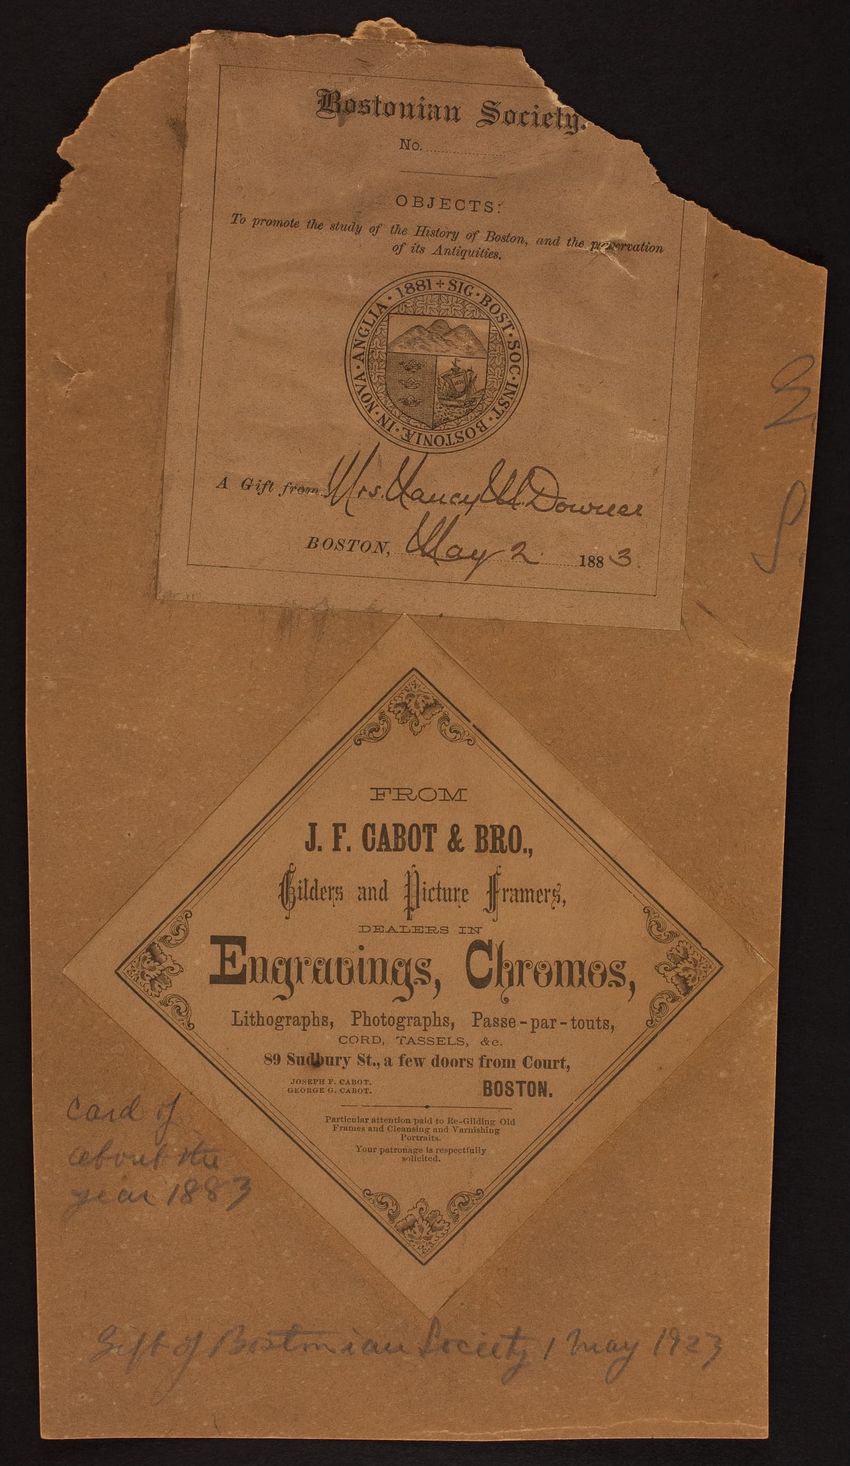 Bostonian Society.
No.
OBJECTS:
To promote the study of the History of Boston, and the preservation
of its Antiquities.
1881 + SIG · BOST · SOC · INST · BOSTONIÆ · IN · NOVA · ANGLIA ·
A Gift from Mrs. Nancy M. Downer
BOSTON, May 2 1883.
FROM
J. F. CABOT & BRO.,
Gilders and Picture Framers,
DEALERS IN
Engravings, Chromos,
Lithographs, Photographs, Passe-par-touts,
CORD, TASSELS, &c.
89 Sudbury St., a few doors from Court,
JOSEPH F. CABOT.
GEORGE G. CABOT.
BOSTON.
Particular attention paid to Re-Gilding Old
Frames and Cleansing and Varnishing
Portraits.
Your patronage is respectfully
solicited.
Card of
about the
year 1883
Gift of Bostonian Society 1 May 1923